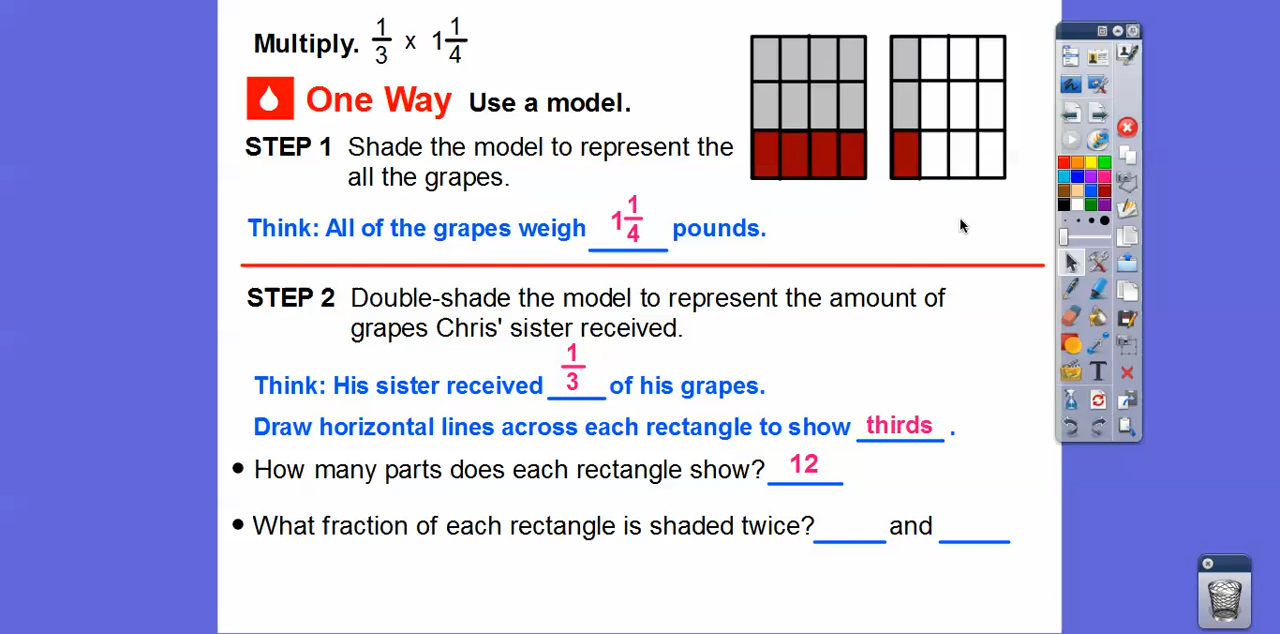 Multiply. 1/3 x 1 1/4
One Way Use a model.
STEP 1 Shade the model to represent the
all the grapes.
Think: All of the grapes weigh 1 1/4 pounds.
STEP 2 Double-shade the model to represent the amount of
grapes Chris' sister received.
Think: His sister received 1/3 of his grapes.
Draw horizontal lines across each rectangle to show thirds .
• How many parts does each rectangle show? 12
• What fraction of each rectangle is shaded twice?_____ and _____